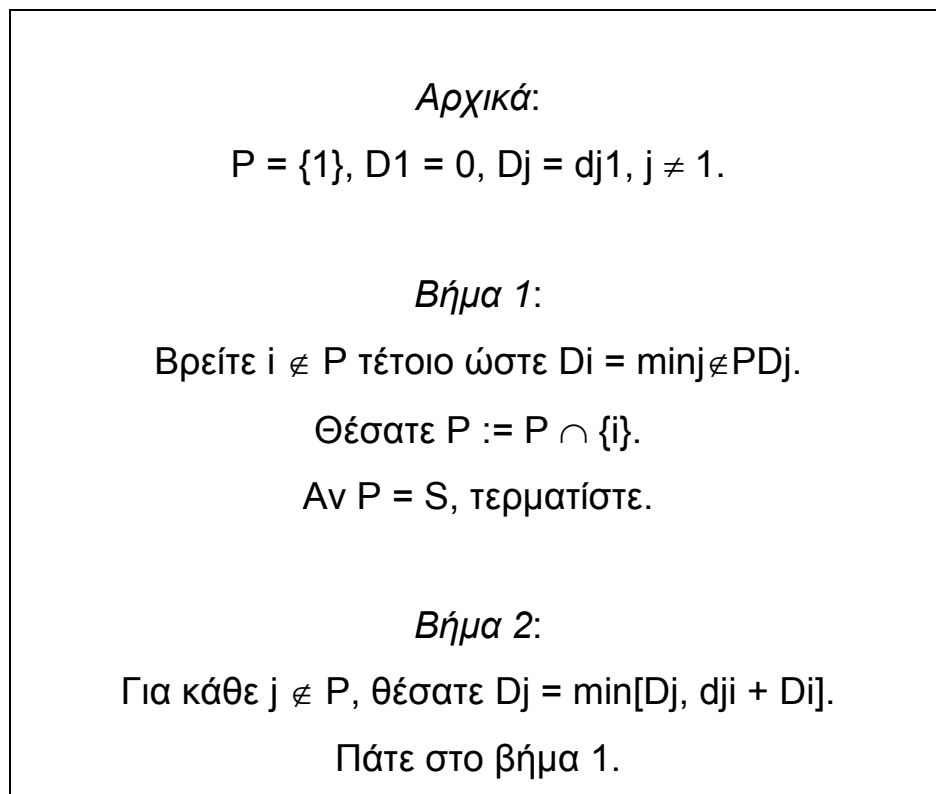 Αρχικά:
P = {1}, D1 = 0, Dj = dj1, j ≠ 1.
Βήμα 1:
Βρείτε i ∉ P τέτοιο ώστε Di = minj∉PDj.
Θέσατε P := P ∩ {i}.
Αν P = S, τερματίστε.
Βήμα 2:
Για κάθε j ∉ P, θέσατε Dj = min[Dj, dji + Di].
Πάτε στο βήμα 1.